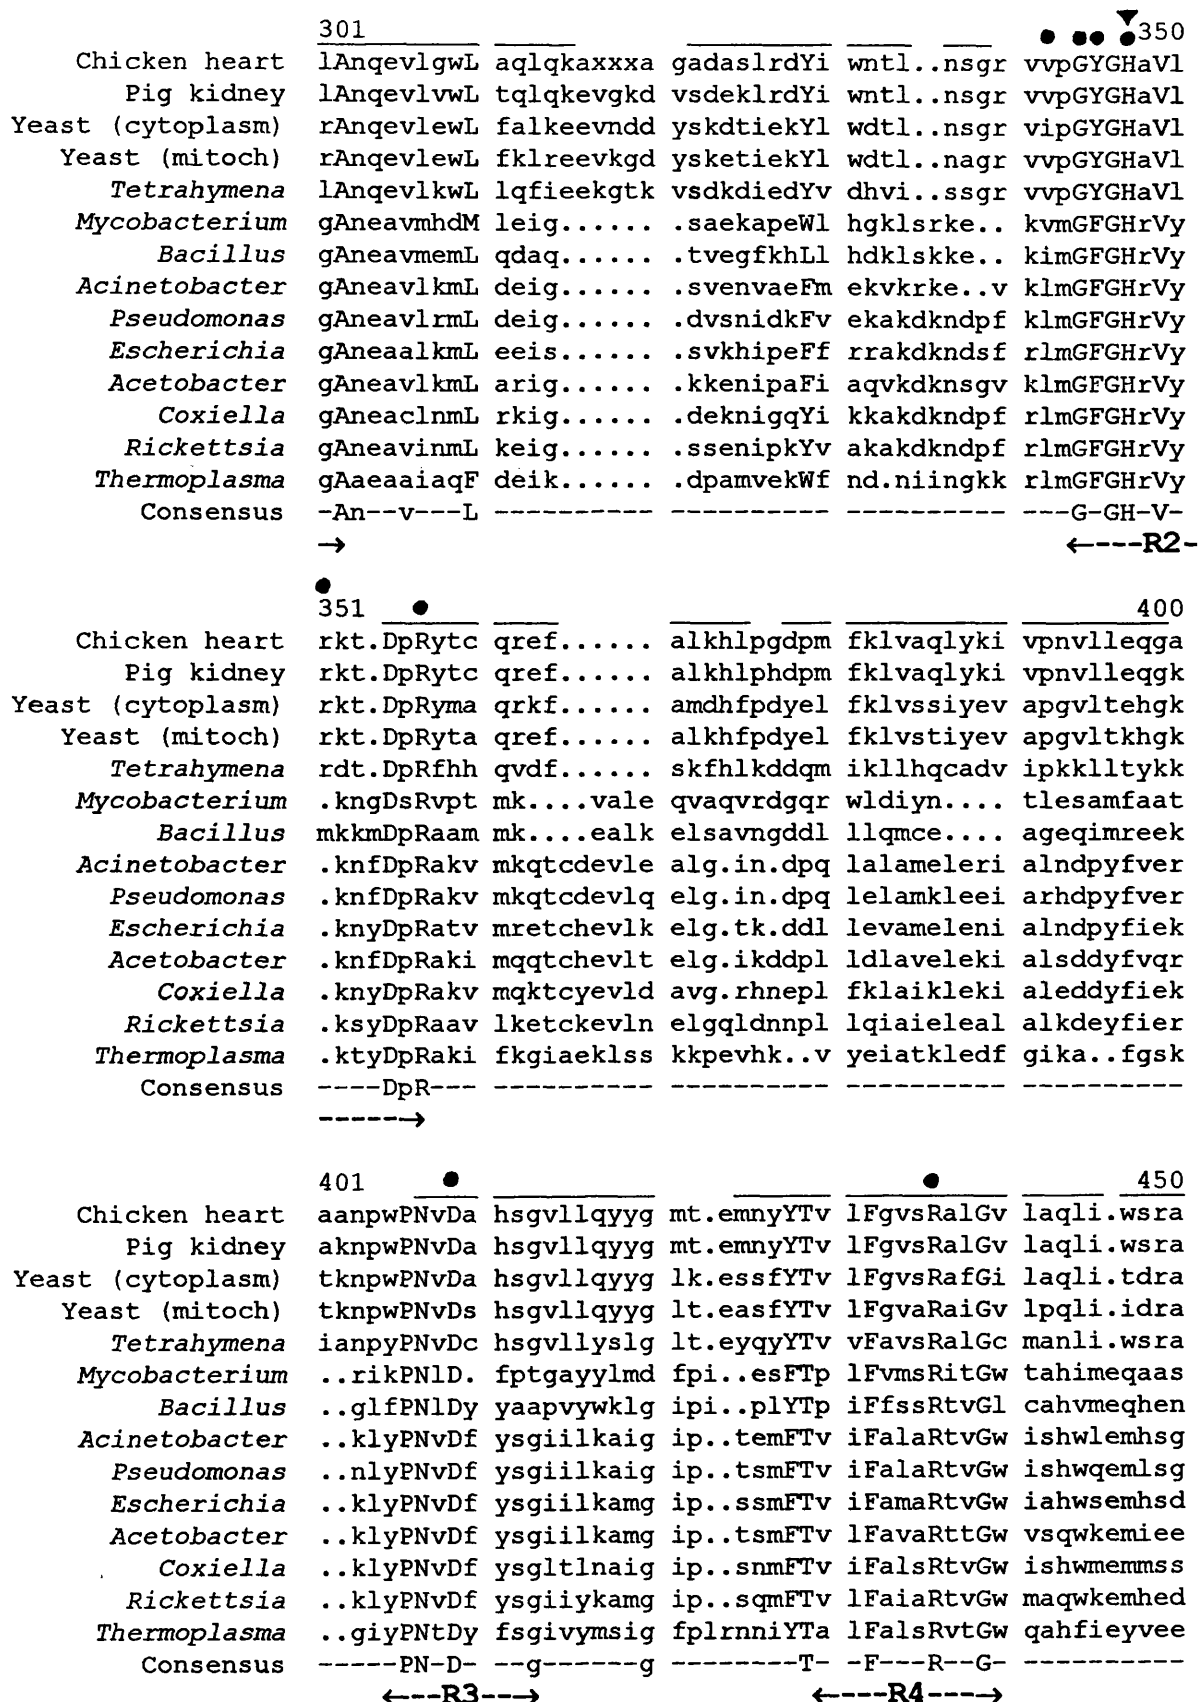 301 350
Chicken heart lAnqevlgwL aqlqkaxxxa gadaslrdYi wntl..nsgr vvpGYGHaVl
Pig kidney lAnqevlvwL tqlqkevgkd vsdeklrdYi wntl..nsgr vvpGYGHaVl
Yeast (cytoplasm) rAnqevlewL falkeevndd yskdtiekYl wdtl..nsgr vipGYGHaVl
Yeast (mitoch) rAnqevlewL fklreevkgd ysketiekYl wdtl..nagr vvpGYGHaVl
Tetrahymena lAnqevlkwL lqfieekgtk vsdkdiedYv dhvi..ssgr vvpGYGHaVl
Mycobacterium gAneavmhdM leig...... .saekapeWl hgklsrke.. kvmGFGHrVy
Bacillus gAneavmemL qdaq...... .tvegfkhLl hdklskke.. kimGFGHrVy
Acinetobacter gAneavlkmL deig...... .svenvaeFm ekvkrke..v klmGFGHrVy
Pseudomonas gAneavlrmL deig...... .dvsnidkFv ekakdkndpf klmGFGHrVy
Escherichia gAneaalkmL eeis...... .svkhipeFf rrakdkndsf rlmGFGHrVy
Acetobacter gAneavlkmL arig...... .kkenipaFi aqvkdknsgv klmGFGHrVy
Coxiella gAneaclnmL rkig...... .deknigqYi kkakdkndpf rlmGFGHrVy
Rickettsia gAneavinmL keig...... .ssenipkYv akakdkndpf rlmGFGHrVy
Thermoplasma gAaeaaiaqF deik...... .dpamvekWf nd.niingkk rlmGFGHrVy
Consensus -An--v---L ---------- ---------- ---------- ---G-GH-V-
→ ←----R2-
351 400
Chicken heart rkt.DpRytc qref...... alkhlpgdpm fklvaqlyki vpnvlleqga
Pig kidney rkt.DpRytc qref...... alkhlphdpm fklvaqlyki vpnvlleqgk
Yeast (cytoplasm) rkt.DpRyma qrkf...... amdhfpdyel fklvssiyev apgvltehgk
Yeast (mitoch) rkt.DpRyta qref...... alkhfpdyel fklvstiyev apgvltkhgk
Tetrahymena rdt.DpRfhh qvdf...... skfhlkddqm ikllhqcadv ipkklltykk
Mycobacterium .kngDsRvpt mk....vale qvaqvrdgqr wldiyn.... tlesamfaat
Bacillus mkkmDpRaam mk....ealk elsavngddl llqmce.... ageqimreek
Acinetobacter .knfDpRakv mkqtcdevle alg.in.dpq lalameleri alndpyfver
Pseudomonas .knfDpRakv mkqtcdevlq elg.in.dpq lelamkleei arhdpyfver
Escherichia .knyDpRatv mretchevlk elg.tk.ddl levameleni alndpyfiek
Acetobacter .knfDpRaki mqqtchevlt elg.ikddpl ldlaveleki alsddyfvqr
Coxiella .knyDpRakv mqktcyevld avg.rhnepl fklaikleki aleddyfiek
Rickettsia .ksyDpRaav lketckevln elgqldnnpl lqiaieleal alkdeyfier
Thermoplasma .ktyDpRaki fkgiaeklss kkpevhk..v yeiatkledf gika..fgsk
Consensus ----DpR--- ---------- ---------- ---------- ----------
-----→
401 450
Chicken heart aanpwPNvDa hsgvllqyyg mt.emnyYTv lFgvsRalGv laqli.wsra
Pig kidney aknpwPNvDa hsgvllqyyg mt.emnyYTv lFgvsRalGv laqli.wsra
Yeast (cytoplasm) tknpwPNvDa hsgvllqyyg lk.essfYTv lFgvsRafGi laqli.tdra
Yeast (mitoch) tknpwPNvDs hsgvllqyyg lt.easfYTv lFgvaRaiGv lpqli.idra
Tetrahymena ianpyPNvDc hsgvllyslg lt.eyqyYTv vFavsRalGc manli.wsra
Mycobacterium ..rikPNlD. fptgayylmd fpi..esFTp lFvmsRitGw tahimeqaas
Bacillus ..glfPNlDy yaapvywklg ipi..plYTp iFfssRtvGl cahvmeqhen
Acinetobacter ..klyPNvDf ysgiilkaig ip..temFTv iFalaRtvGw ishwlemhsg
Pseudomonas ..nlyPNvDf ysgiilkaig ip..tsmFTv iFalaRtvGw ishwqemlsg
Escherichia ..klyPNvDf ysgiilkamg ip..ssmFTv iFamaRtvGw iahwsemhsd
Acetobacter ..klyPNvDf ysgiilkamg ip..tsmFTv lFavaRttGw vsqwkemiee
Coxiella ..klyPNvDf ysgltlnaig ip..snmFTv iFalsRtvGw ishwmemmss
Rickettsia ..klyPNvDf ysgiiykamg ip..sqmFTv lFaiaRtvGw maqwkemhed
Thermoplasma ..giyPNtDy fsgivymsig fplrnniYTa lFalsRvtGw qahfieyvee
Consensus -----PN-D- --g------g --------T- -F---R--G- ----------
←---R3---→ ←----R4----→